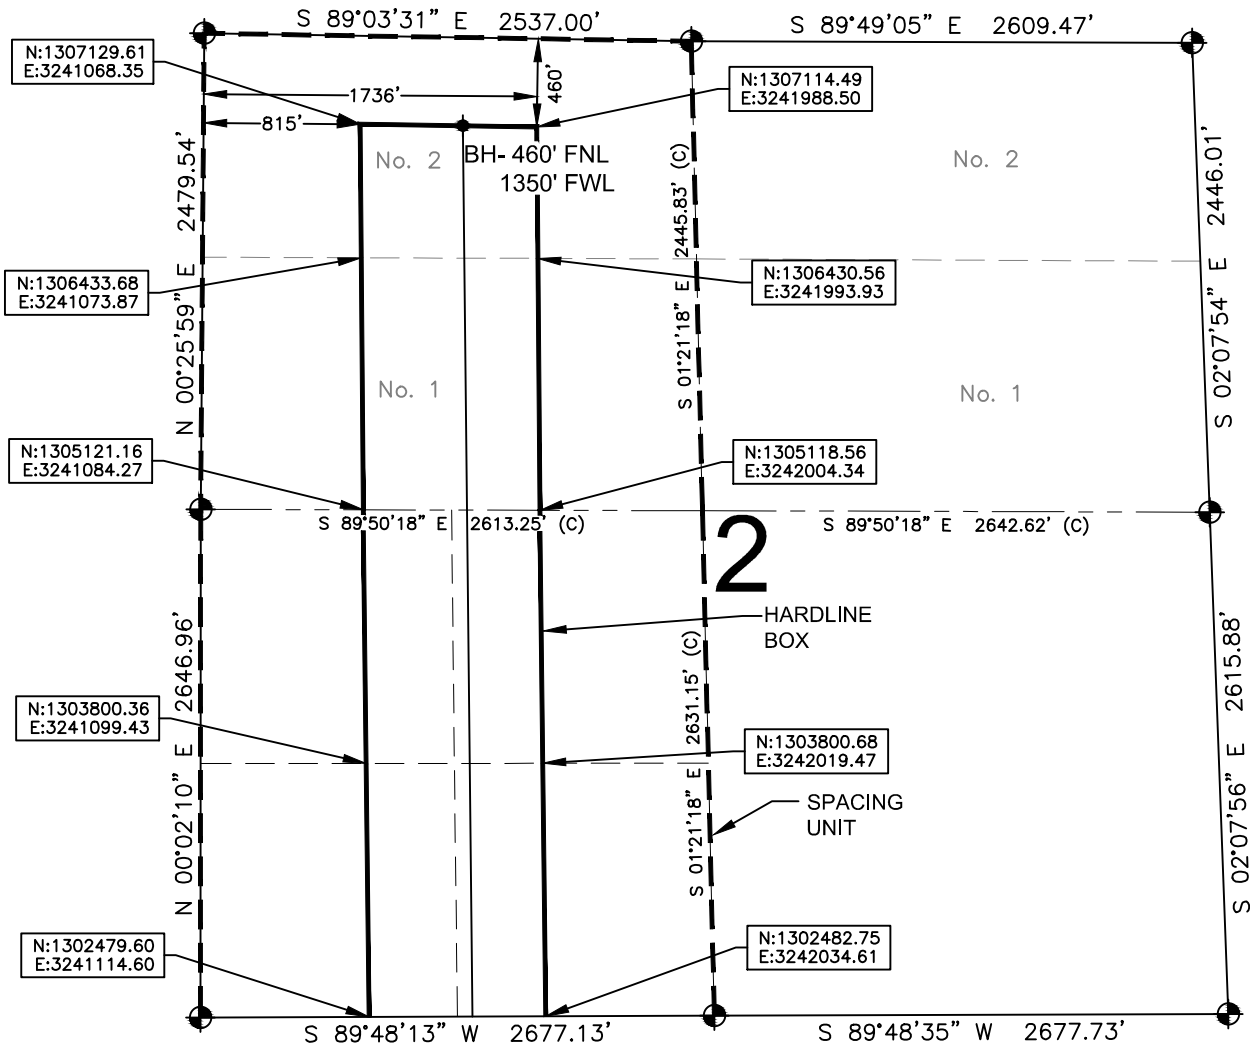 S 89°03'31" E 2537.00'
S 89°49'05" E 2609.47'
N:1307129.61
E:3241068.35
1736'
460'
N:1307114.49
E:3241988.50
815'
No. 2
BH- 460' FNL
1350' FWL
No. 2
N 00°25'59" E 2479.54'
S 01°21'18" E 2445.83' (C)
S 02°07'54" E 2446.01'
N:1306433.68
E:3241073.87
N:1306430.56
E:3241993.93
No. 1
No. 1
N:1305121.16
E:3241084.27
N:1305118.56
E:3242004.34
S 89°50'18" E 2613.25' (C)
S 89°50'18" E 2642.62' (C)
2
HARDLINE
BOX
N 00°02'10" E 2646.96'
S 01°21'18" E 2631.15' (C)
S 02°07'56" E 2615.88'
N:1303800.36
E:3241099.43
N:1303800.68
E:3242019.47
SPACING
UNIT
N:1302479.60
E:3241114.60
N:1302482.75
E:3242034.61
S 89°48'13" W 2677.13'
S 89°48'35" W 2677.73'